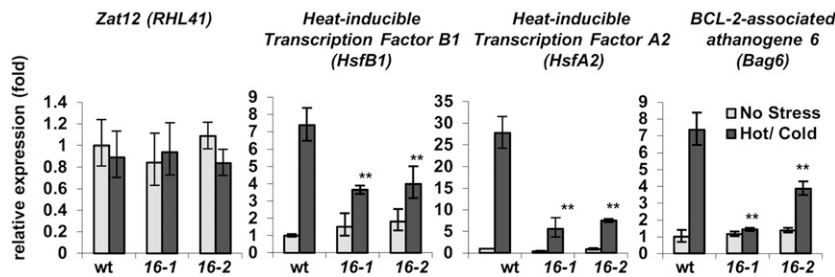 Zat12 (RHL41)
Heat-inducible
Transcription Factor B1
(HsfB1)
Heat-inducible
Transcription Factor A2
(HsfA2)
BCL-2-associated
athanogene 6
(Bag6)
relative expression (fold)
1.4
1.2
1
0.8
0.6
0.4
0.2
0
wt 16-1 16-2
9
8
7
6
5
4
3
2
1
0
** **
wt 16-1 16-2
35
30
25
20
15
10
5
0
** **
wt 16-1 16-2
9
8
7
6
5
4
3
2
1
0
No Stress
Hot/ Cold
** **
wt 16-1 16-2